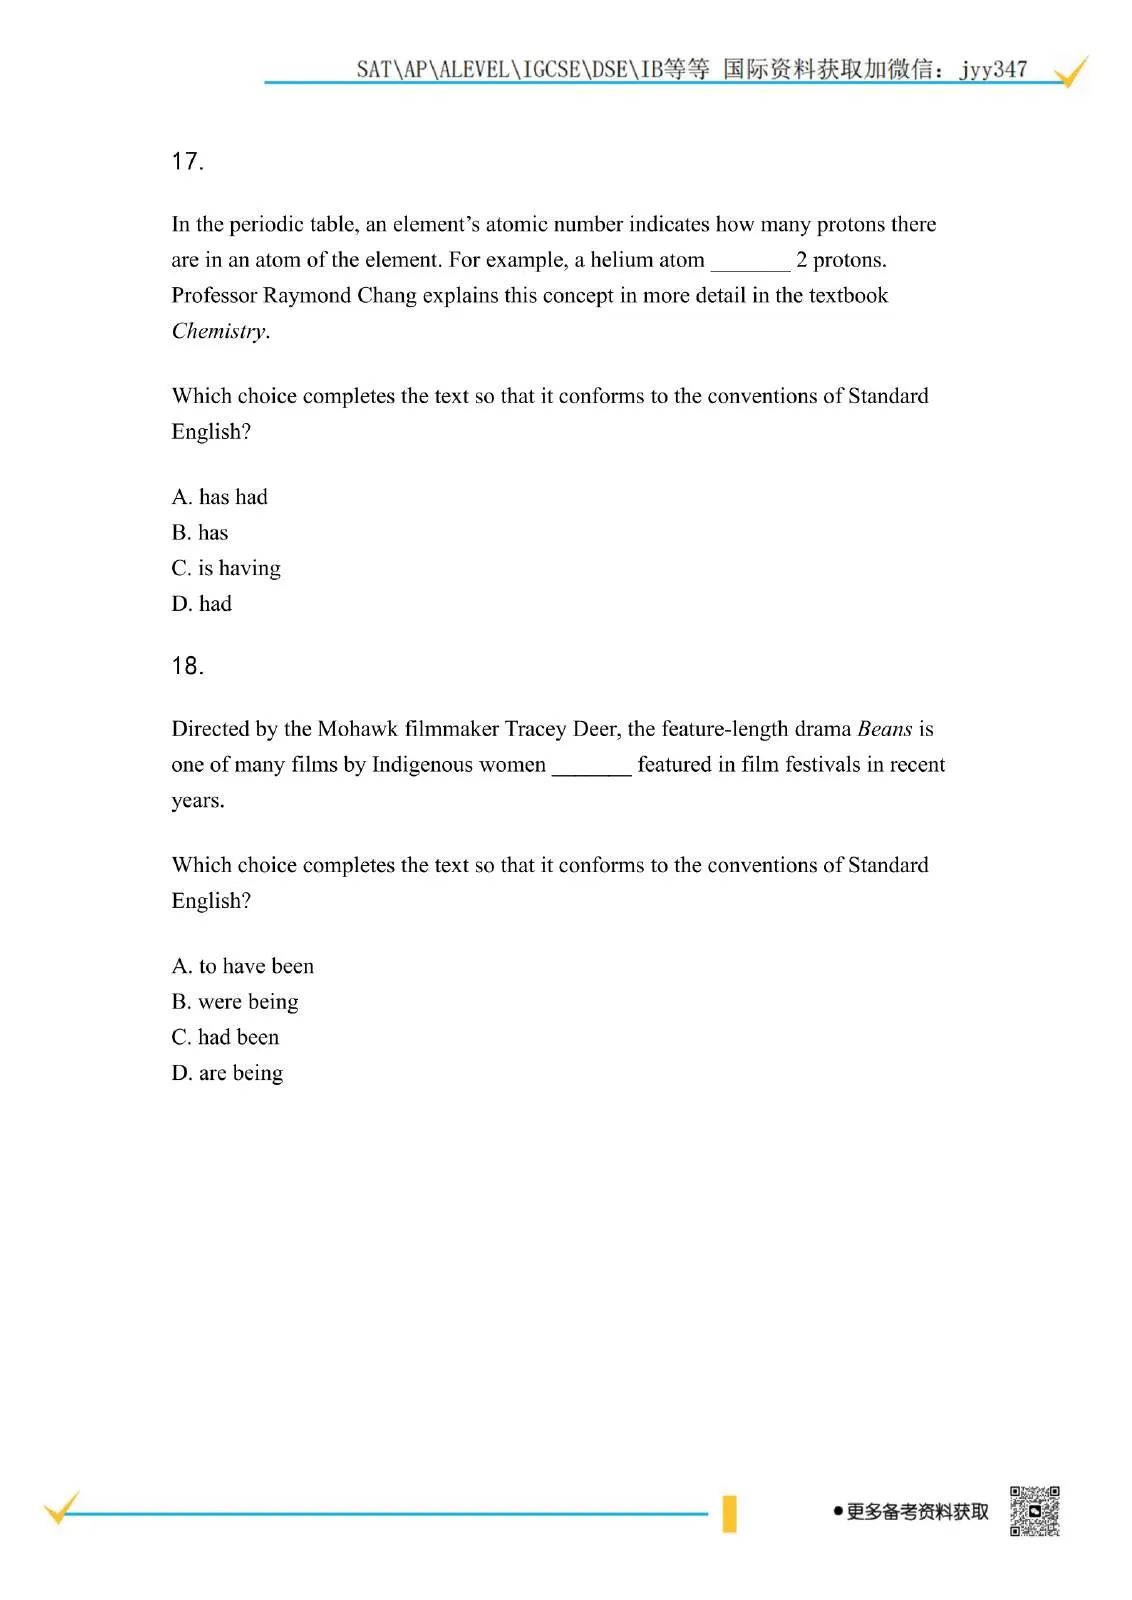 SAT\AP\ALEVEL\IGCSE\DSE\IB等等 国际资料获取加微信：jyy347
17.
In the periodic table, an element’s atomic number indicates how many protons there
are in an atom of the element. For example, a helium atom _______ 2 protons.
Professor Raymond Chang explains this concept in more detail in the textbook
Chemistry.
Which choice completes the text so that it conforms to the conventions of Standard
English?
A. has had
B. has
C. is having
D. had
18.
Directed by the Mohawk filmmaker Tracey Deer, the feature-length drama Beans is
one of many films by Indigenous women _______ featured in film festivals in recent
years.
Which choice completes the text so that it conforms to the conventions of Standard
English?
A. to have been
B. were being
C. had been
D. are being
●更多备考资料获取